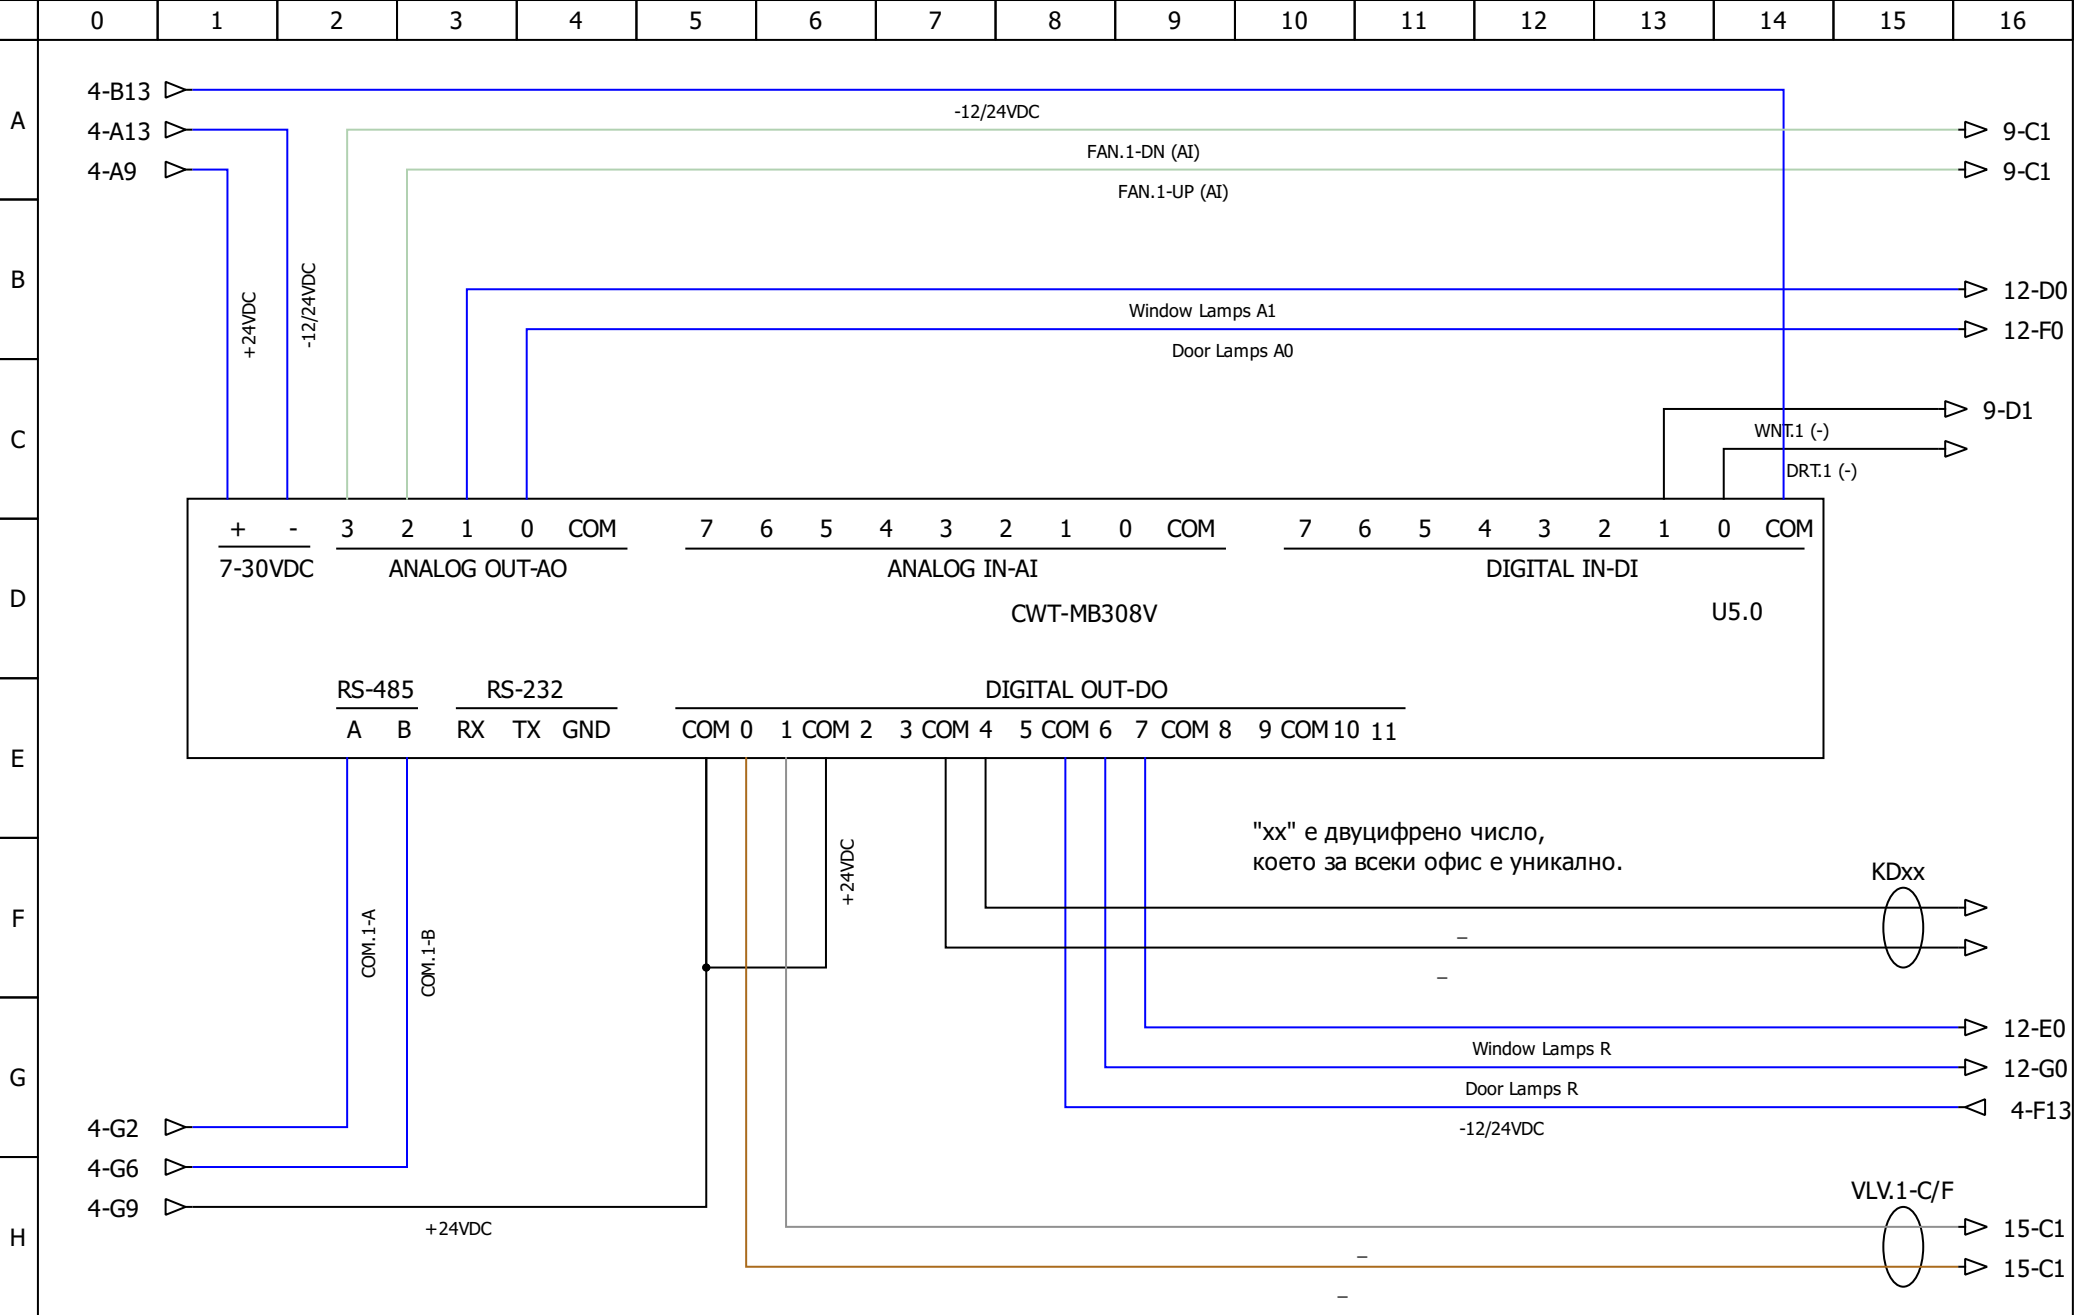 0 1 2 3 4 5 6 7 8 9 10 11 12 13 14 15 16
A
4-B13
-12/24VDC
4-A13
9-C1
FAN.1-DN (AI)
4-A9
9-C1
FAN.1-UP (AI)
B
+24VDC
-12/24VDC
12-D0
Window Lamps A1
12-F0
Door Lamps A0
C
9-D1
WNT.1 (-)
DRT.1 (-)
+ - 3 2 1 0 COM 7 6 5 4 3 2 1 0 COM 7 6 5 4 3 2 1 0 COM
7-30VDC ANALOG OUT-AO ANALOG IN-AI DIGITAL IN-DI
D
CWT-MB308V U5.0
RS-485 RS-232 DIGITAL OUT-DO
A B RX TX GND COM 0 1 COM 2 3 COM 4 5 COM 6 7 COM 8 9 COM 10 11
E
"xx" е двуцифрено число,
което за всеки офис е уникално.
+24VDC
KDxx
F
COM.1-A
COM.1-B
_
_
12-E0
Window Lamps R
G
12-G0
Door Lamps R
4-F13
-12/24VDC
4-G2
4-G6
4-G9
+24VDC
VLV.1-C/F
H
15-C1
_
15-C1
_